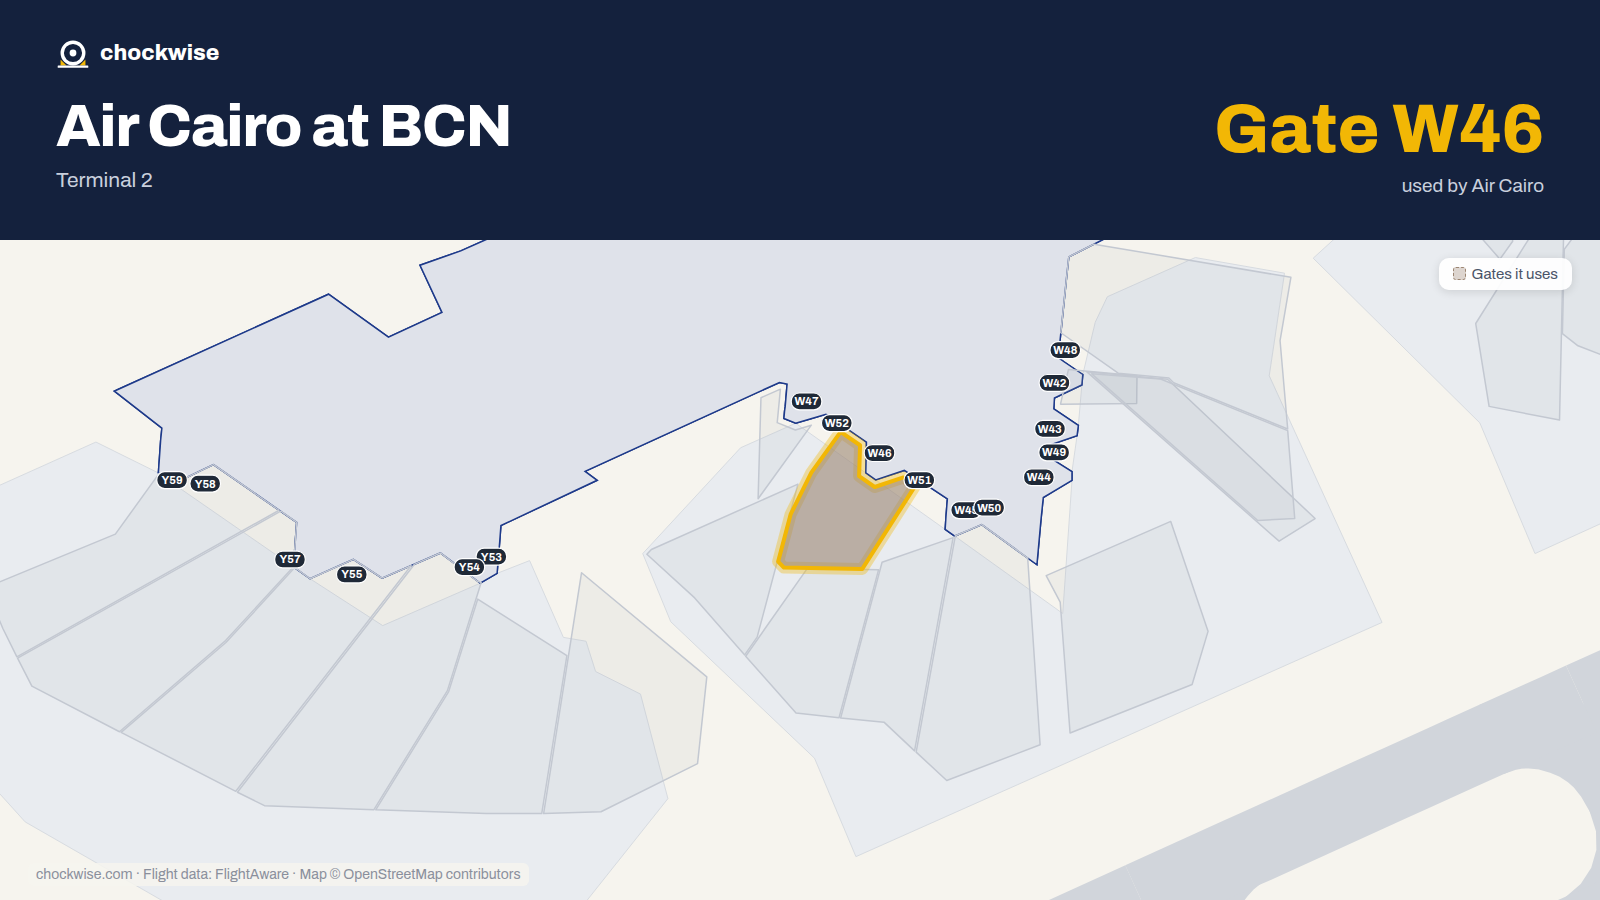 chockwise
Air Cairo at BCN
Terminal 2
Gate W46
used by Air Cairo
Gates it uses
W48
W42
W47
W52
W43
W46
W49
W44
W51
Y59
Y58
W50
Y57
Y55
Y53
Y54
chockwise.com · Flight data: FlightAware · Map © OpenStreetMap contributors